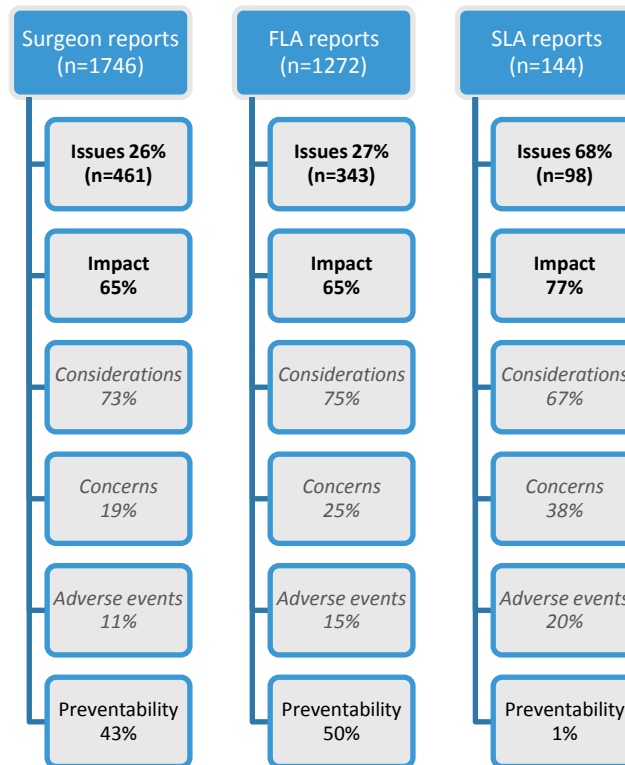 Surgeon reports
(n=1746)
Issues 26%
(n=461)
Impact
65%
Considerations
73%
Concerns
19%
Adverse events
11%
Preventability
43%
FLA reports
(n=1272)
Issues 27%
(n=343)
Impact
65%
Considerations
75%
Concerns
25%
Adverse events
15%
Preventability
50%
SLA reports
(n=144)
Issues 68%
(n=98)
Impact
77%
Considerations
67%
Concerns
38%
Adverse events
20%
Preventability
1%